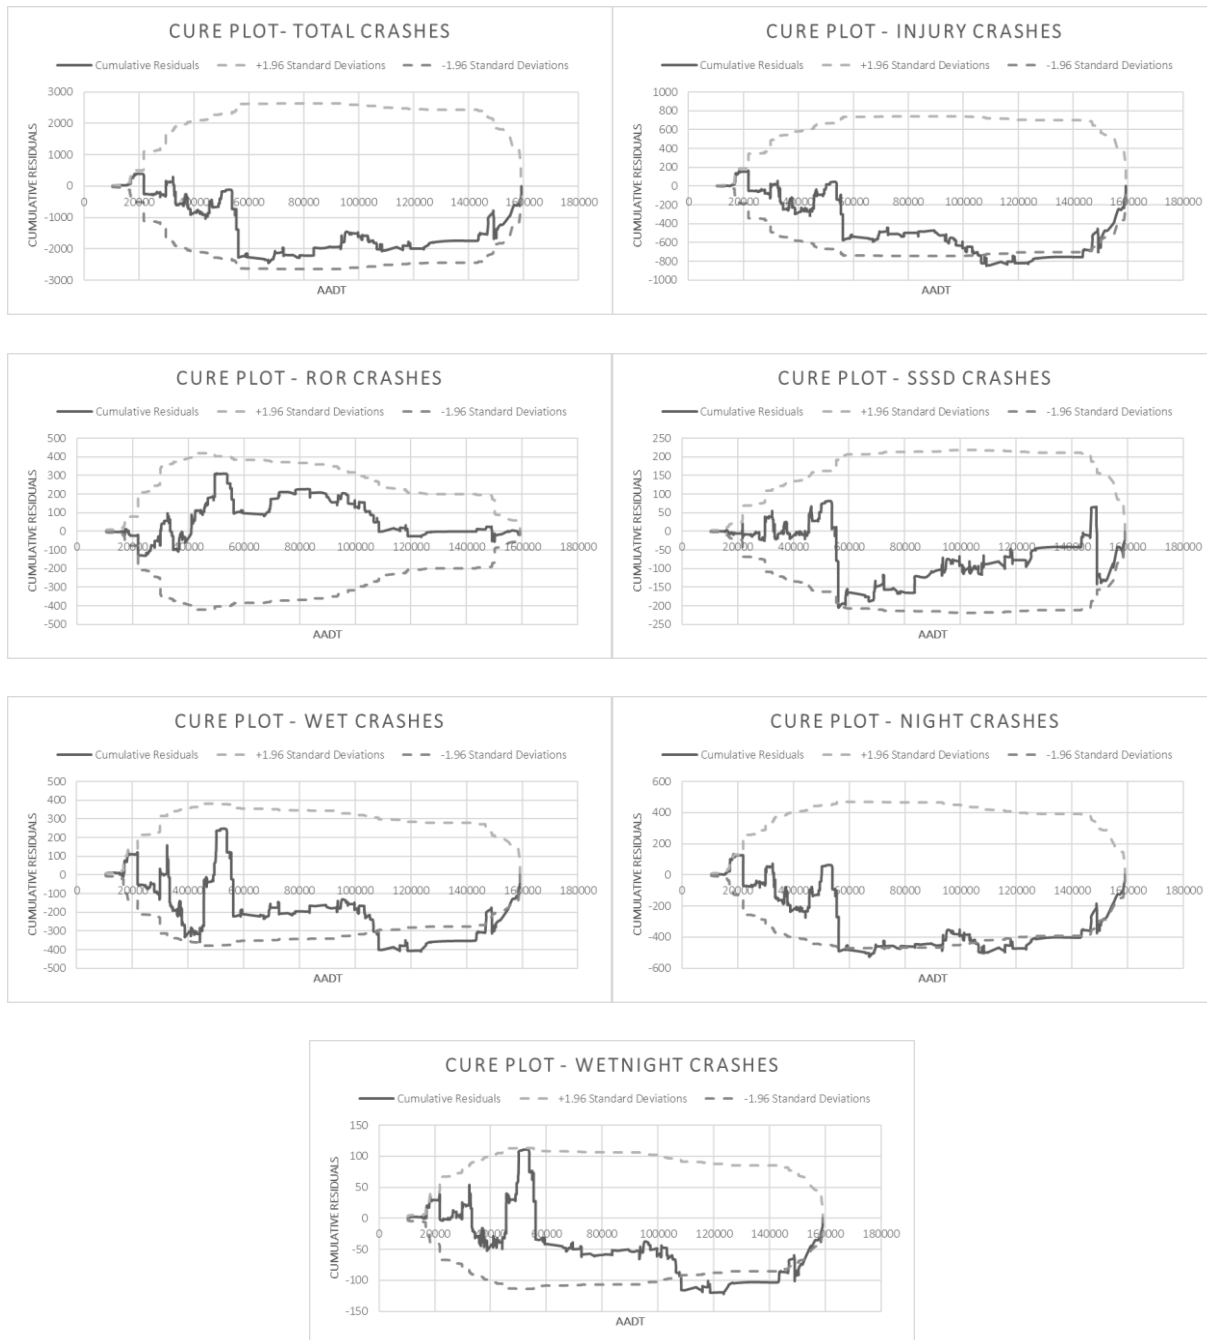 CURE PLOT- TOTAL CRASHES
Cumulative Residuals +1.96 Standard Deviations -1.96 Standard Deviations
3000
2000
1000
0
-1000
-2000
-3000
0 20000 40000 60000 80000 100000 120000 140000 160000 180000
CUMULATIVE RESIDUALS
AADT
CURE PLOT - INJURY CRASHES
Cumulative Residuals +1.96 Standard Deviations -1.96 Standard Deviations
1000
800
600
400
200
0
-200
-400
-600
-800
-1000
0 20000 40000 60000 80000 100000 120000 140000 160000 180000
CUMULATIVE RESIDUALS
AADT
CURE PLOT - ROR CRASHES
Cumulative Residuals +1.96 Standard Deviations -1.96 Standard Deviations
500
400
300
200
100
0
-100
-200
-300
-400
-500
0 20000 40000 60000 80000 100000 120000 140000 160000 180000
CUMULATIVE RESIDUALS
AADT
CURE PLOT - SSSD CRASHES
Cumulative Residuals +1.96 Standard Deviations -1.96 Standard Deviations
250
200
150
100
50
0
-50
-100
-150
-200
-250
0 20000 40000 60000 80000 100000 120000 140000 160000 180000
CUMULATIVE RESIDUALS
AADT
CURE PLOT - WET CRASHES
Cumulative Residuals +1.96 Standard Deviations -1.96 Standard Deviations
500
400
300
200
100
0
-100
-200
-300
-400
-500
0 20000 40000 60000 80000 100000 120000 140000 160000 180000
CUMULATIVE RESIDUALS
AADT
CURE PLOT - NIGHT CRASHES
Cumulative Residuals +1.96 Standard Deviations -1.96 Standard Deviations
600
400
200
0
-200
-400
-600
0 20000 40000 60000 80000 100000 120000 140000 160000 180000
CUMULATIVE RESIDUALS
AADT
CURE PLOT - WETNIGHT CRASHES
Cumulative Residuals +1.96 Standard Deviations -1.96 Standard Deviations
150
100
50
0
-50
-100
-150
0 20000 40000 60000 80000 100000 120000 140000 160000 180000
CUMULATIVE RESIDUALS
AADT